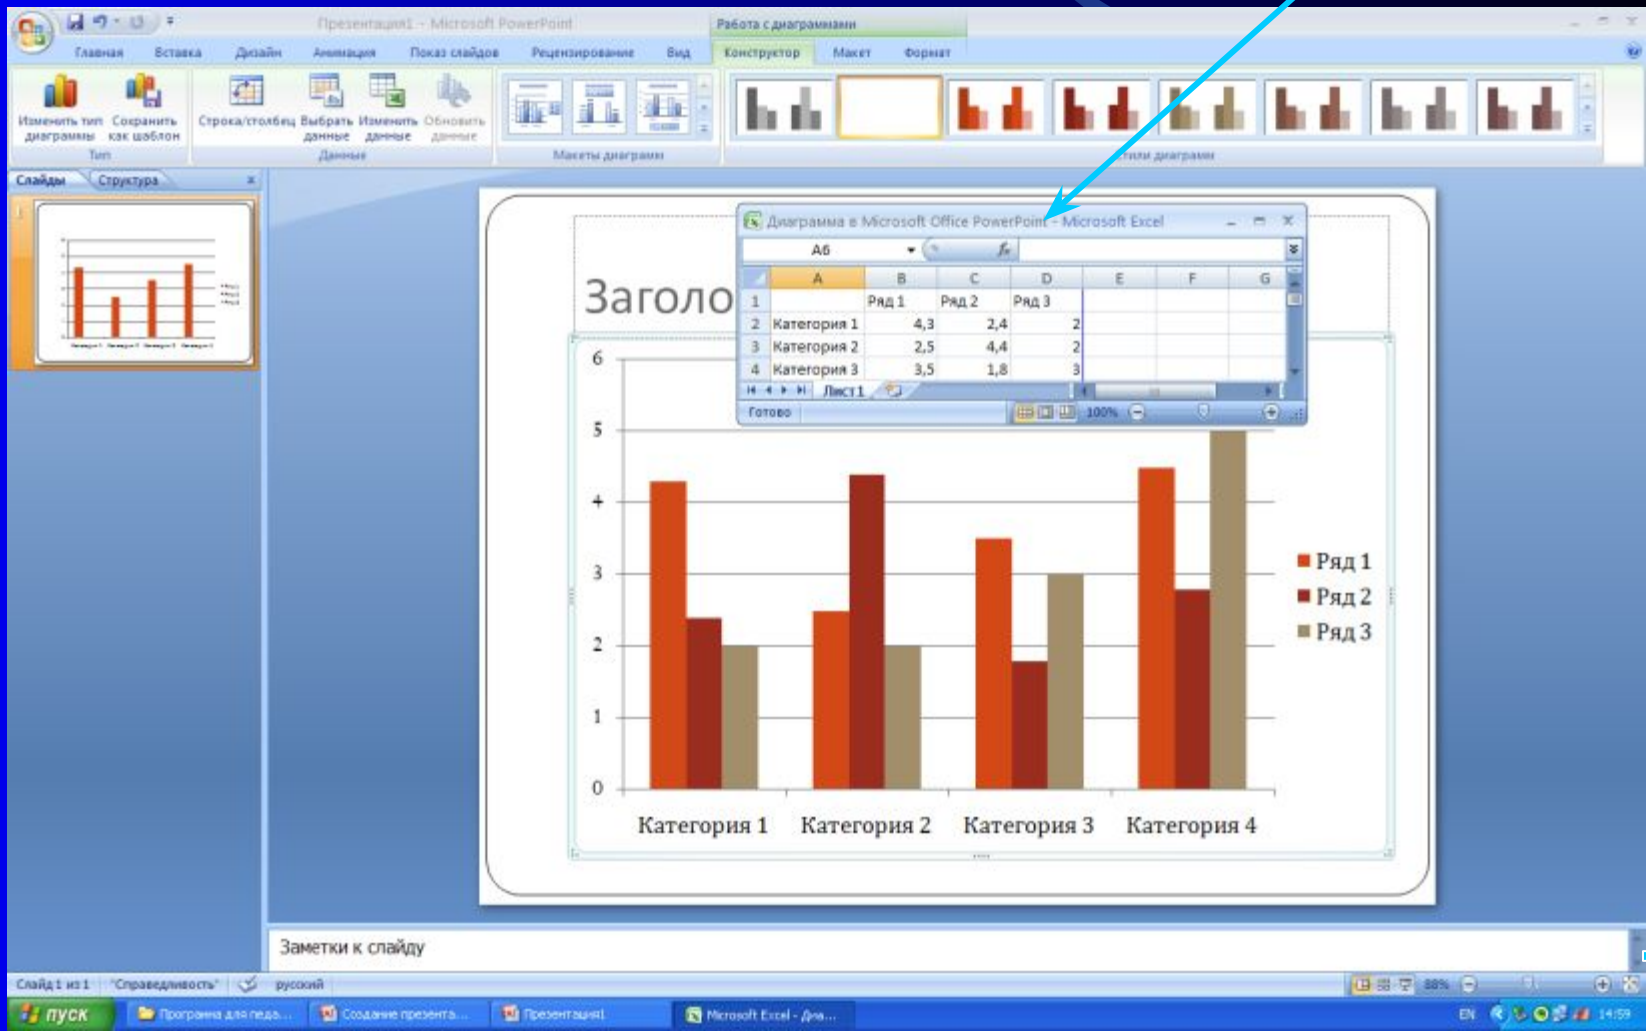 Презентация1 - Microsoft PowerPoint
Работа с диаграммами
Главная Вставка Дизайн Анимация Показ слайдов Рецензирование Вид Конструктор Макет Формат
Изменить тип диаграммы
Сохранить как шаблон
Строка/столбец
Выбрать данные
Изменить данные
Обновить данные
Тип Данные Макеты диаграмм стили диаграмм
Слайды Структура
1
Диаграмма в Microsoft Office PowerPoint - Microsoft Excel
A6
fx
A B C D E F G
1 Ряд 1 Ряд 2 Ряд 3
2 Категория 1 4,3 2,4 2
3 Категория 2 2,5 4,4 2
4 Категория 3 3,5 1,8 3
Лист1
Готово 100%
Заголо
6
5
4
3
2
1
0
Категория 1 Категория 2 Категория 3 Категория 4
Ряд 1
Ряд 2
Ряд 3
Заметки к слайду
Слайд 1 из 1 "Справедливость" русский 88%
пуск Программа для педа... Создание презента... Презентация1 Microsoft Excel - Диа... EN 14:59